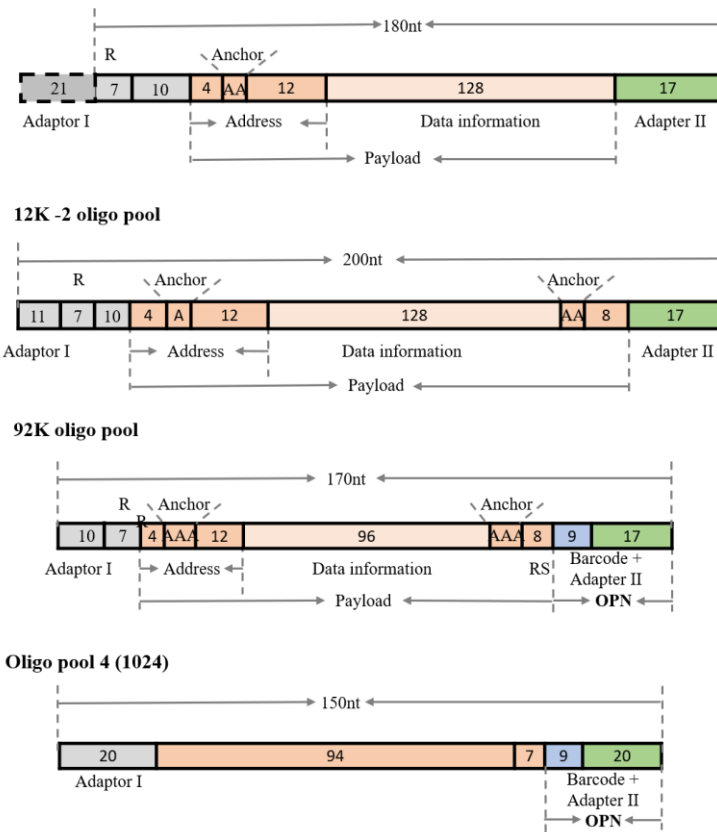 180nt
R Anchor
21 7 10 4 AA 12 128 17
Adaptor I Address Data information Adapter II
Payload
12K -2 oligo pool
200nt
R Anchor Anchor
11 7 10 4 A 12 128 AA 8 17
Adaptor I Address Data information Adapter II
Payload
92K oligo pool
170nt
R Anchor Anchor
R
10 7 4 AAA 12 96 AAA 8 9 17
Adaptor I Address Data information RS Barcode +
Adapter II
Payload OPN
Oligo pool 4 (1024)
150nt
20 94 7 9 20
Adaptor I Barcode +
Adapter II
OPN